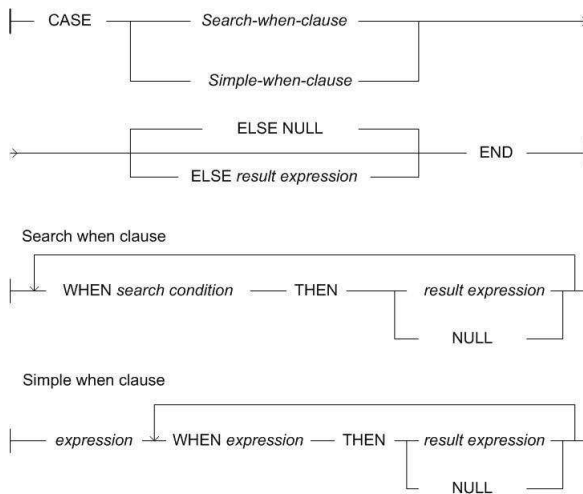 CASE Search-when-clause
Simple-when-clause
ELSE NULL
END
ELSE result expression
Search when clause
WHEN search condition THEN result expression
NULL
Simple when clause
expression WHEN expression THEN result expression
NULL